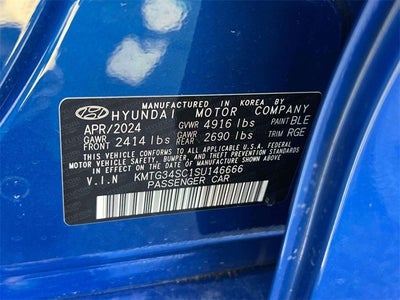 MANUFACTURED IN KOREA BY
HYUNDAI MOTOR COMPANY
APR/2024 GVWR 4916 lbs PAINT BLE
GAWR FRONT 2414 lbs GAWR REAR 2690 lbs TRIM RGE
THIS VEHICLE CONFORMS TO ALL APPLICABLE U.S.A. FEDERAL
MOTOR VEHICLE SAFETY, BUMPER, AND THEFT PREVENTION STANDARDS
IN EFFECT ON THE DATE OF MANUFACTURE SHOWN ABOVE.
V.I.N KMTG34SC1SU146666
PASSENGER CAR